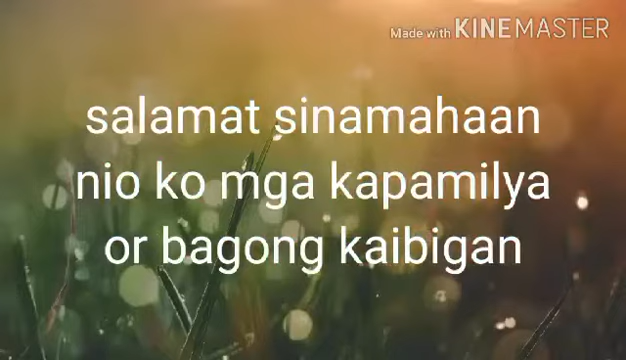 Made with KINEMASTER
salamat sinamahaan
nio ko mga kapamilya
or bagong kaibigan